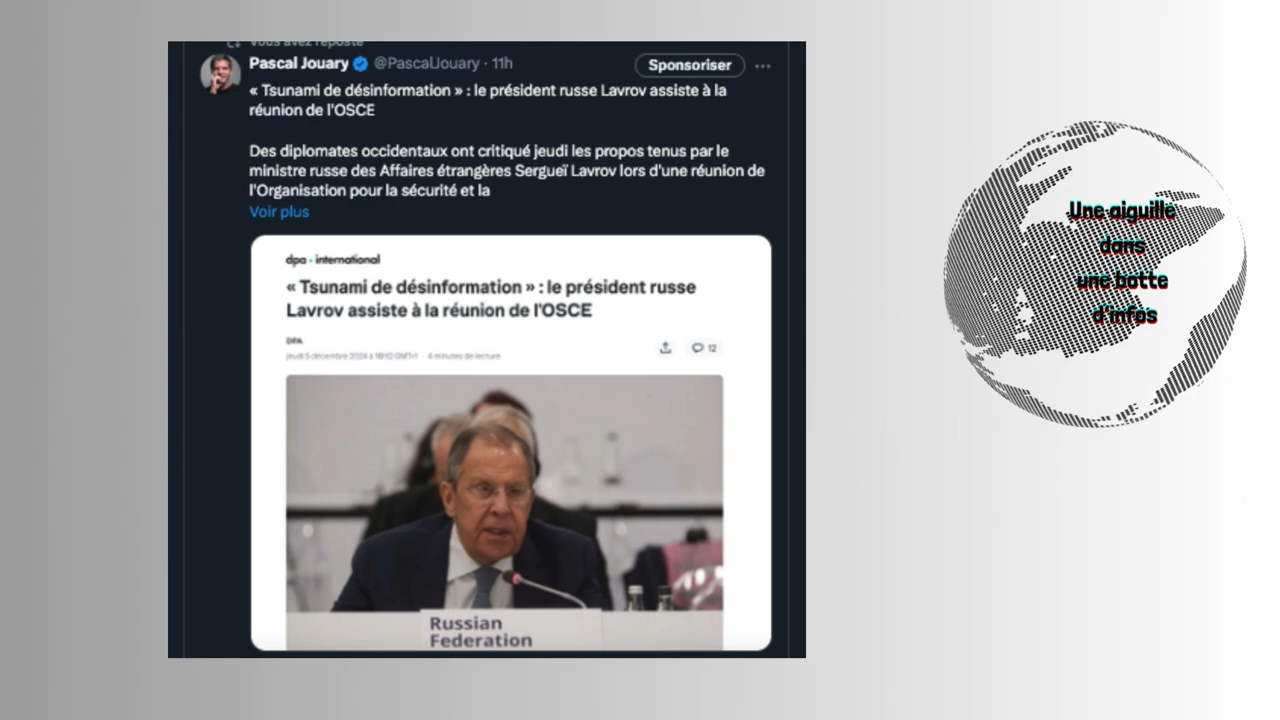 Vous avez reposté
Pascal Jouary @PascalJouary · 11h
Sponsoriser
« Tsunami de désinformation » : le président russe Lavrov assiste à la
réunion de l'OSCE
Des diplomates occidentaux ont critiqué jeudi les propos tenus par le
ministre russe des Affaires étrangères Sergueï Lavrov lors d'une réunion de
l'Organisation pour la sécurité et la
Voir plus
dpa · international
« Tsunami de désinformation » : le président russe
Lavrov assiste à la réunion de l'OSCE
DPA
jeudi 5 décembre 2024 à 16h12 GMT+1 · 4 minutes de lecture
12
Russian
Federation
Une aiguille
dans
une botte
d'infos